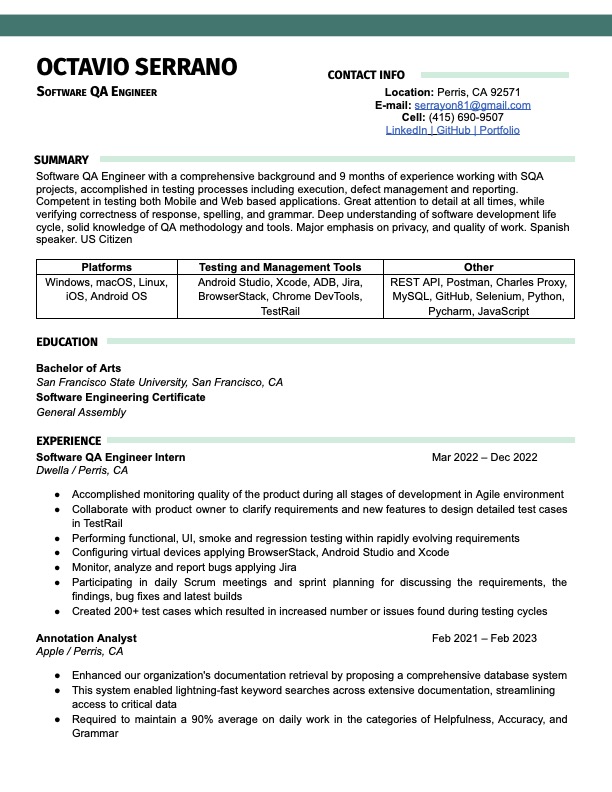 OCTAVIO SERRANO
SOFTWARE QA ENGINEER
CONTACT INFO
Location: Perris, CA 92571
E-mail: serrayon81@gmail.com
Cell: (415) 690-9507
LinkedIn | GitHub | Portfolio
SUMMARY
Software QA Engineer with a comprehensive background and 9 months of experience working with SQA
projects, accomplished in testing processes including execution, defect management and reporting.
Competent in testing both Mobile and Web based applications. Great attention to detail at all times, while
verifying correctness of response, spelling, and grammar. Deep understanding of software development life
cycle, solid knowledge of QA methodology and tools. Major emphasis on privacy, and quality of work. Spanish
speaker. US Citizen
Platforms Testing and Management Tools Other
Windows, macOS, Linux, Android Studio, Xcode, ADB, Jira, REST API, Postman, Charles Proxy,
iOS, Android OS BrowserStack, Chrome DevTools, MySQL, GitHub, Selenium, Python,
TestRail Pycharm, JavaScript
EDUCATION
Bachelor of Arts
San Francisco State University, San Francisco, CA
Software Engineering Certificate
General Assembly
EXPERIENCE
Software QA Engineer Intern Mar 2022 – Dec 2022
Dwella / Perris, CA
● Accomplished monitoring quality of the product during all stages of development in Agile environment
● Collaborate with product owner to clarify requirements and new features to design detailed test cases
in TestRail
● Performing functional, UI, smoke and regression testing within rapidly evolving requirements
● Configuring virtual devices applying BrowserStack, Android Studio and Xcode
● Monitor, analyze and report bugs applying Jira
● Participating in daily Scrum meetings and sprint planning for discussing the requirements, the
findings, bug fixes and latest builds
● Created 200+ test cases which resulted in increased number or issues found during testing cycles
Annotation Analyst Feb 2021 – Feb 2023
Apple / Perris, CA
● Enhanced our organization's documentation retrieval by proposing a comprehensive database system
● This system enabled lightning-fast keyword searches across extensive documentation, streamlining
access to critical data
● Required to maintain a 90% average on daily work in the categories of Helpfulness, Accuracy, and
Grammar